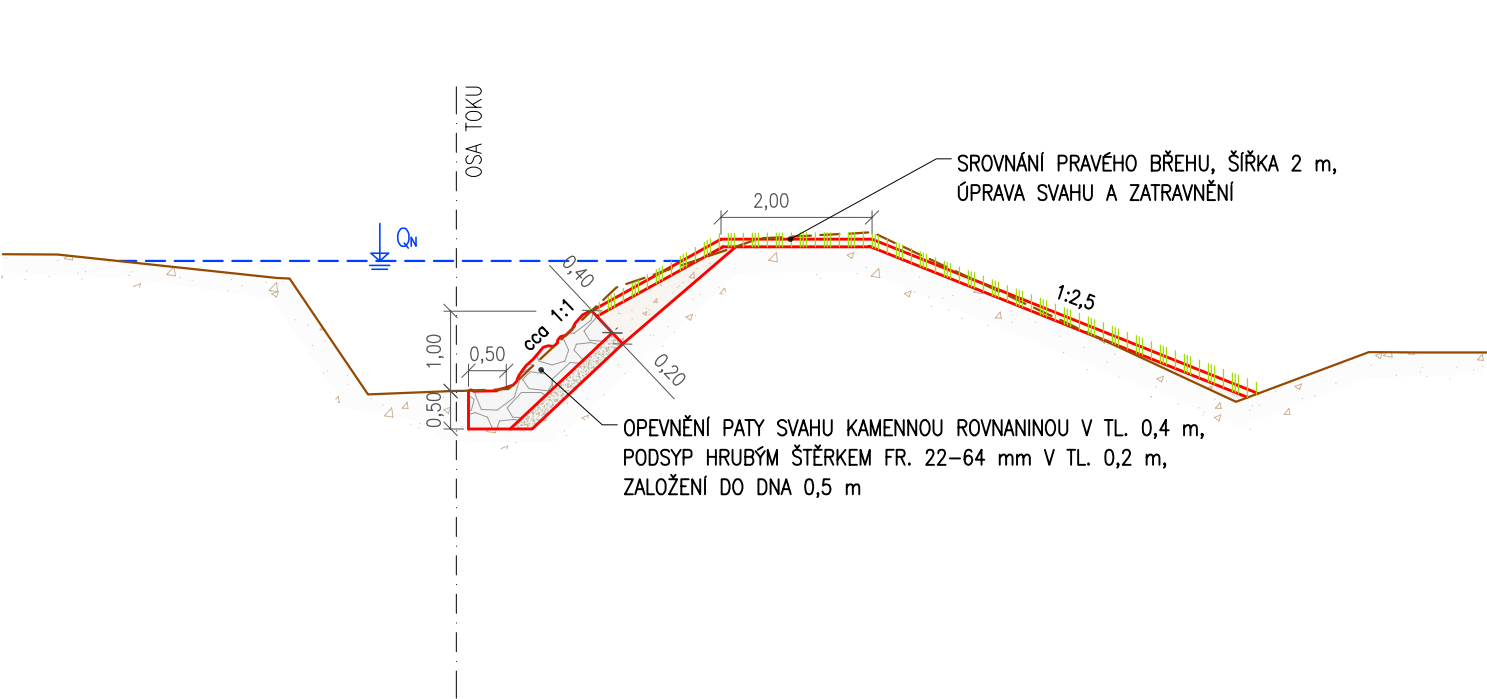 OSA TOKU
SROVNÁNÍ PRAVÉHO BŘEHU, ŠÍŘKA 2 m,
ÚPRAVA SVAHU A ZATRAVNĚNÍ
2,00
QN
0,40
1:2,5
cca 1:1
1,00
0,50
0,20
0,50
OPEVNĚNÍ PATY SVAHU KAMENNOU ROVNANINOU V TL. 0,4 m,
PODSYP HRUBÝM ŠTĚRKEM FR. 22-64 mm V TL. 0,2 m,
ZALOŽENÍ DO DNA 0,5 m